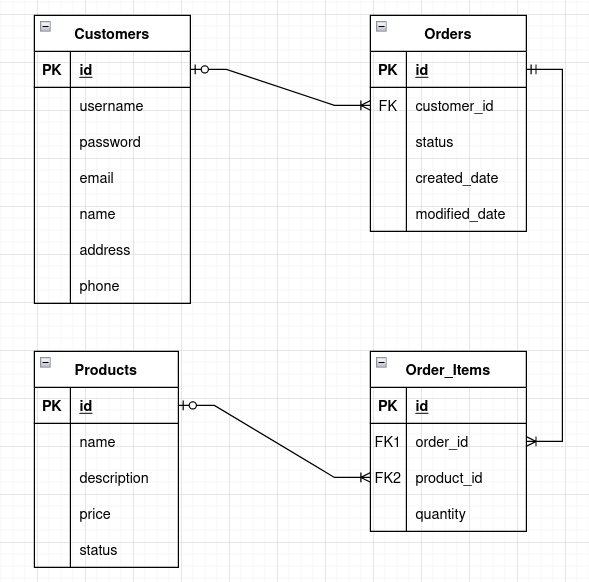 Customers
PK id
username
password
email
name
address
phone
Orders
PK id
FK customer_id
status
created_date
modified_date
Products
PK id
name
description
price
status
Order_Items
PK id
FK1 order_id
FK2 product_id
quantity